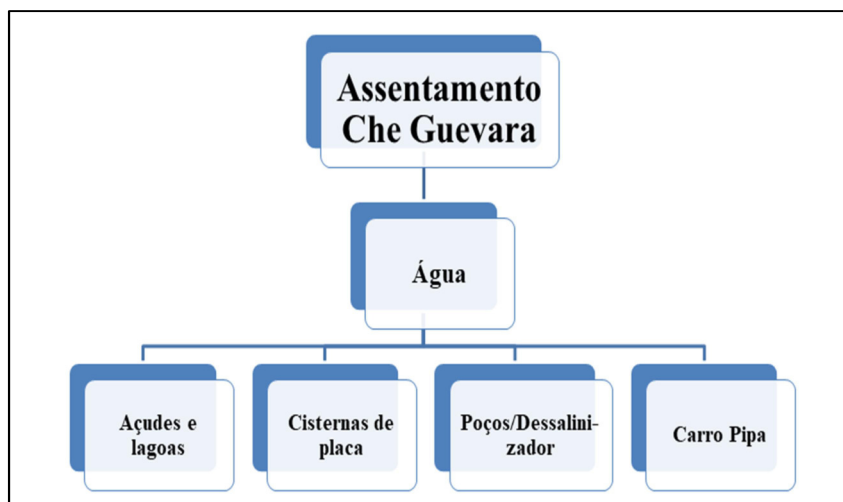 Assentamento
Che Guevara
Água
Açudes e
lagoas
Cisternas de
placa
Poços/Dessalini-
zador
Carro Pipa